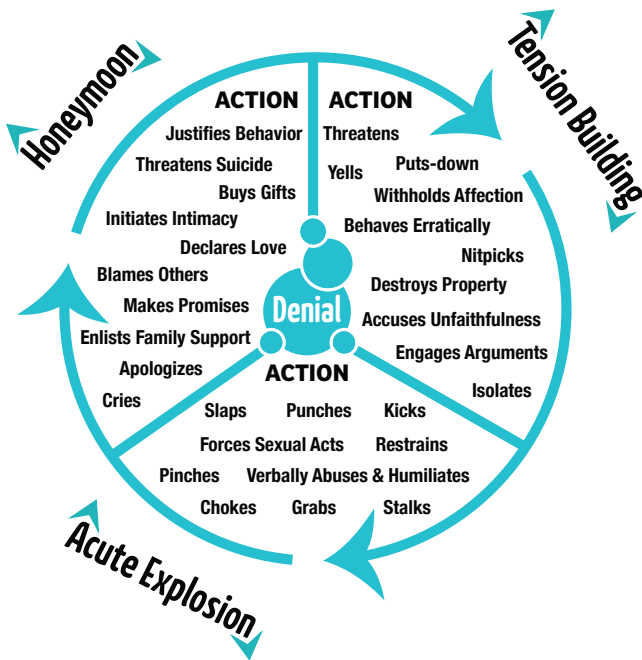 Honeymoon
ACTION
Justifies Behavior
Threatens Suicide
Buys Gifts
Initiates Intimacy
Declares Love
Blames Others
Makes Promises
Enlists Family Support
Apologizes
Cries
Tension Building
ACTION
Threatens
Yells
Puts-down
Withholds Affection
Behaves Erratically
Nitpicks
Destroys Property
Accuses Unfaithfulness
Engages Arguments
Isolates
Denial
ACTION
Slaps Punches Kicks
Forces Sexual Acts Restrains
Pinches Verbally Abuses & Humiliates
Chokes Grabs Stalks
Acute Explosion